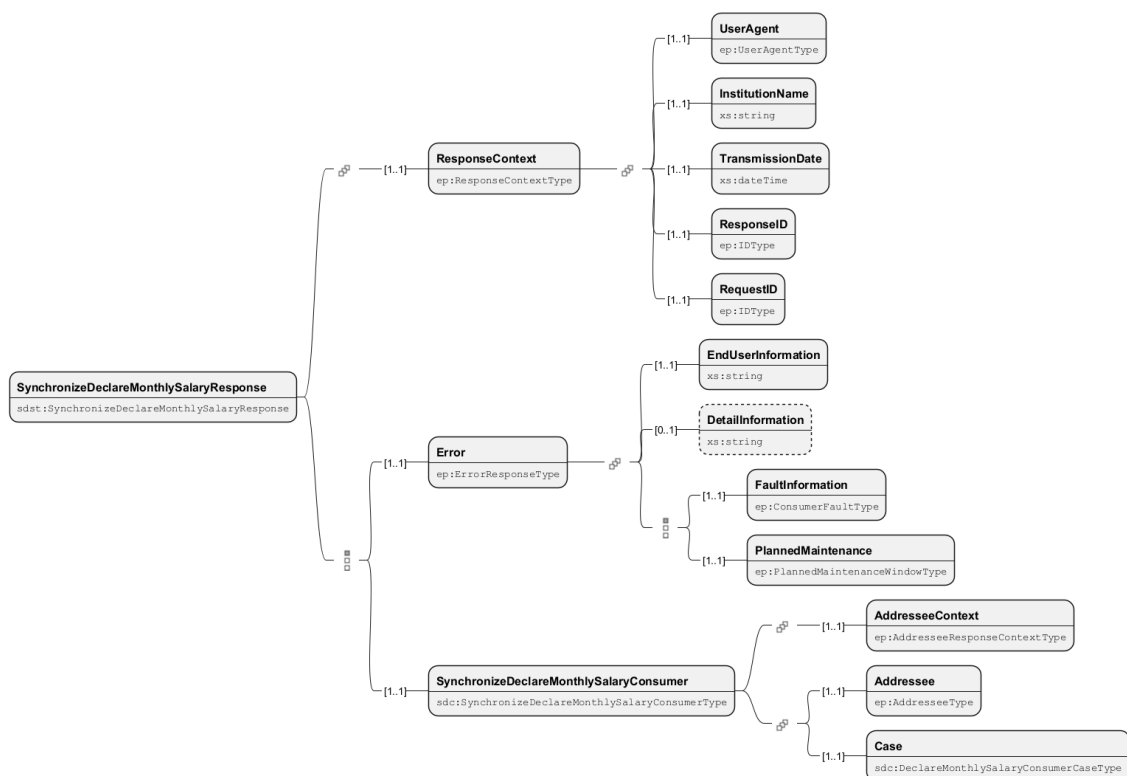 UserAgent
ep:UserAgentType
[1..1]
InstitutionName
xs:string
[1..1]
ResponseContext
ep:ResponseContextType
[1..1]
TransmissionDate
xs:dateTime
[1..1]
ResponseID
ep:IDType
[1..1]
RequestID
ep:IDType
[1..1]
SynchronizeDeclareMonthlySalaryResponse
sdst:SynchronizeDeclareMonthlySalaryResponse
EndUserInformation
xs:string
[1..1]
DetailInformation
xs:string
[0..1]
Error
ep:ErrorResponseType
[1..1]
FaultInformation
ep:ConsumerFaultType
[1..1]
PlannedMaintenance
ep:PlannedMaintenanceWindowType
[1..1]
AddresseeContext
ep:AddresseeResponseContextType
[1..1]
SynchronizeDeclareMonthlySalaryConsumer
sdc:SynchronizeDeclareMonthlySalaryConsumerType
[1..1]
Addressee
ep:AddresseeType
[1..1]
Case
sdc:DeclareMonthlySalaryConsumerCaseType
[1..1]